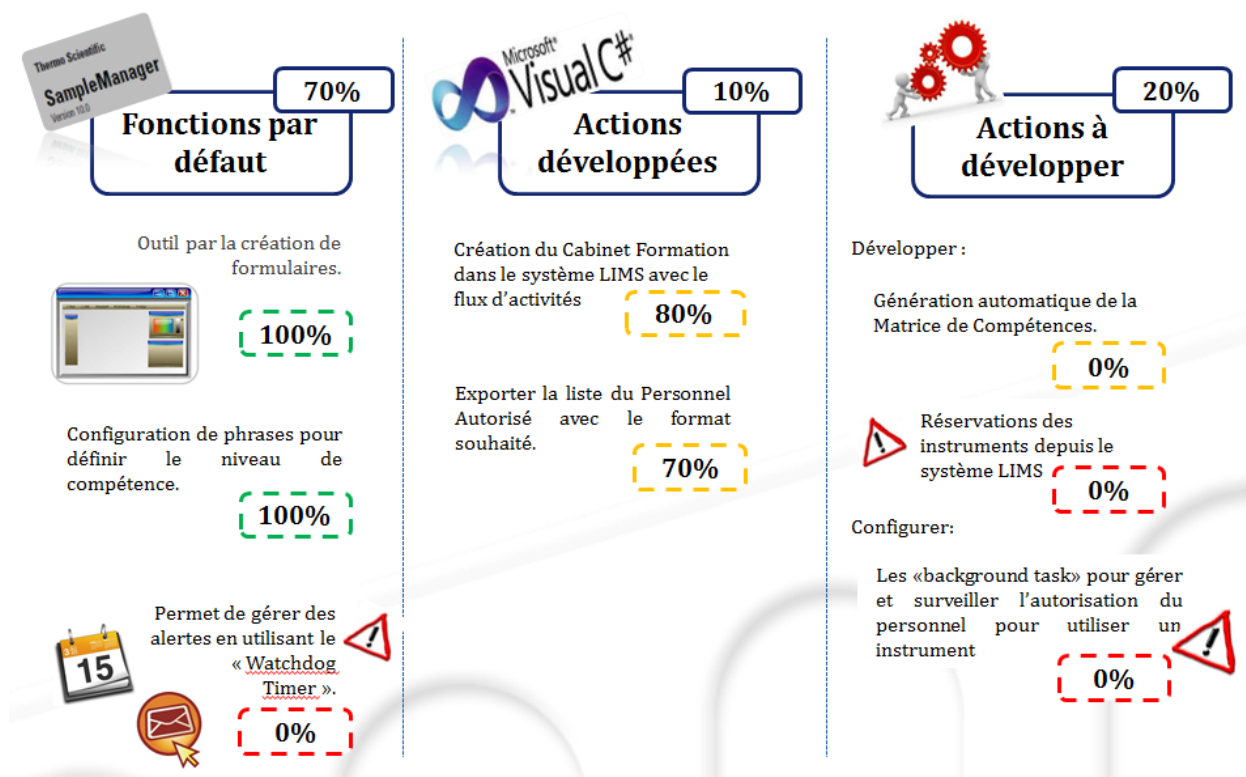 Thermo Scientific
SampleManager
Version 10.0
70%
Fonctions par
défaut
Outil par la création de
formulaires.
100%
Configuration de phrases pour
définir le niveau de
compétence.
100%
Permet de gérer des
alertes en utilisant le
« Watchdog
Timer ».
15
0%
Microsoft®
Visual C#
10%
Actions
développées
Création du Cabinet Formation
dans le système LIMS avec le
flux d'activités
80%
Exporter la liste du Personnel
Autorisé avec le format
souhaité.
70%
20%
Actions à
développer
Développer :
Génération automatique de la
Matrice de Compétences.
0%
Réservations des
instruments depuis le
système LIMS
0%
Configurer:
Les «background task» pour gérer
et surveiller l'autorisation du
personnel pour utiliser un
instrument
0%